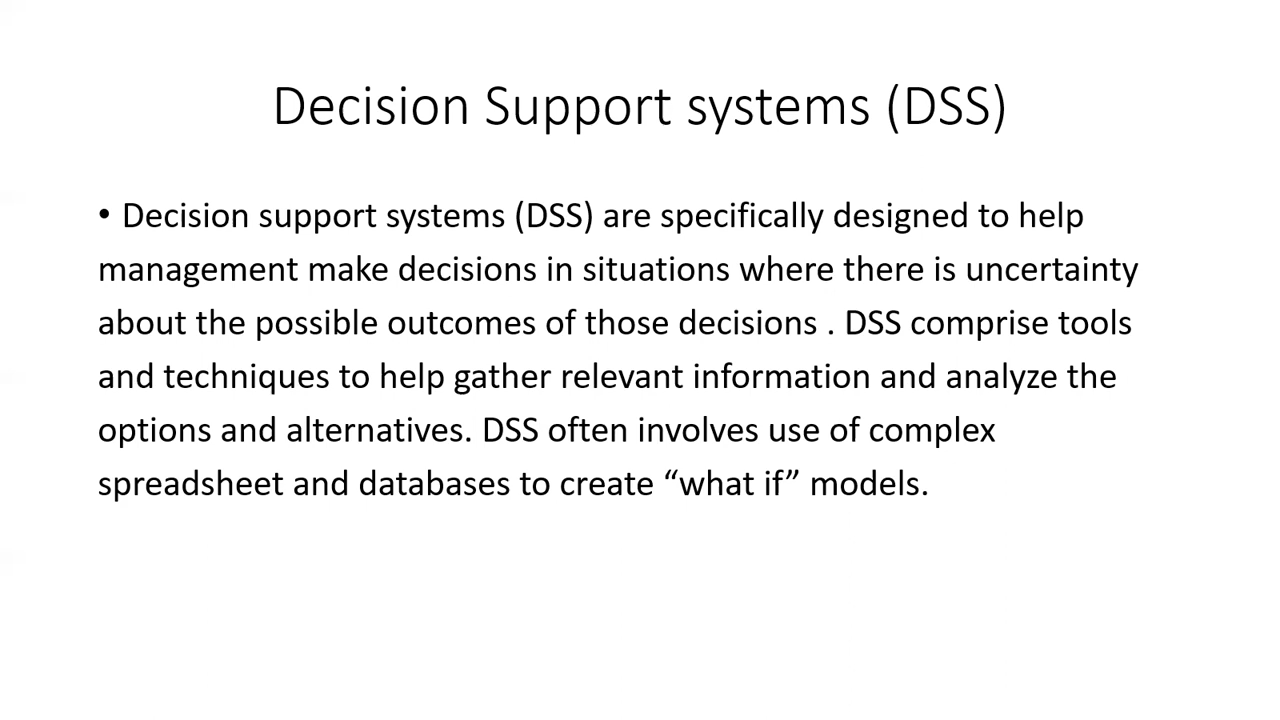 Decision Support systems (DSS)
• Decision support systems (DSS) are specifically designed to help
management make decisions in situations where there is uncertainty
about the possible outcomes of those decisions . DSS comprise tools
and techniques to help gather relevant information and analyze the
options and alternatives. DSS often involves use of complex
spreadsheet and databases to create “what if” models.